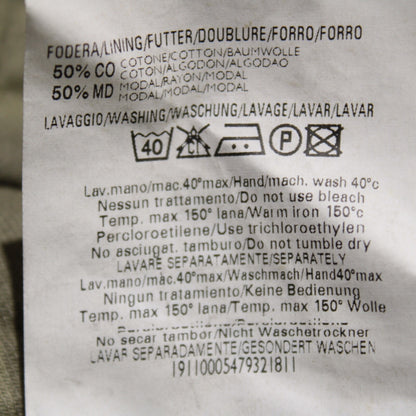 FODERA/LINING/FUTTER/DOUBLURE/FORRO/FORRO
50% CO COTONE/COTTON/BAUMWOLLE
COTON/ALGODON/ALGODAO
50% MD MODAL/RAYON/MODAL
MODAL/MODAL/MODAL
LAVAGGIO/WASHING/WASCHUNG/LAVAGE/LAVAR/LAVAR
40 CL P
Lav.mano/mac.40°max/Hand/mach. wash 40°c
Nessun trattamento/Do not use bleach
Temp. max 150° lana/Warm iron 150°c
Percloroetilene/Use trichloroethylen
No asciugat. tamburo/Do not tumble dry
LAVARE SEPARATAMENTE/SEPARATELY
Lav.mano/mac.40°max/Waschmach/Hand40°max
Ningun tratamiento/Keine Bedienung
Temp. max 150° lana/Temp. max 150° Wolle
No secar tambor/Nicht Waschetrockner
LAVAR SEPARADAMENTE/GESONDERT WASCHEN
19110005479321811